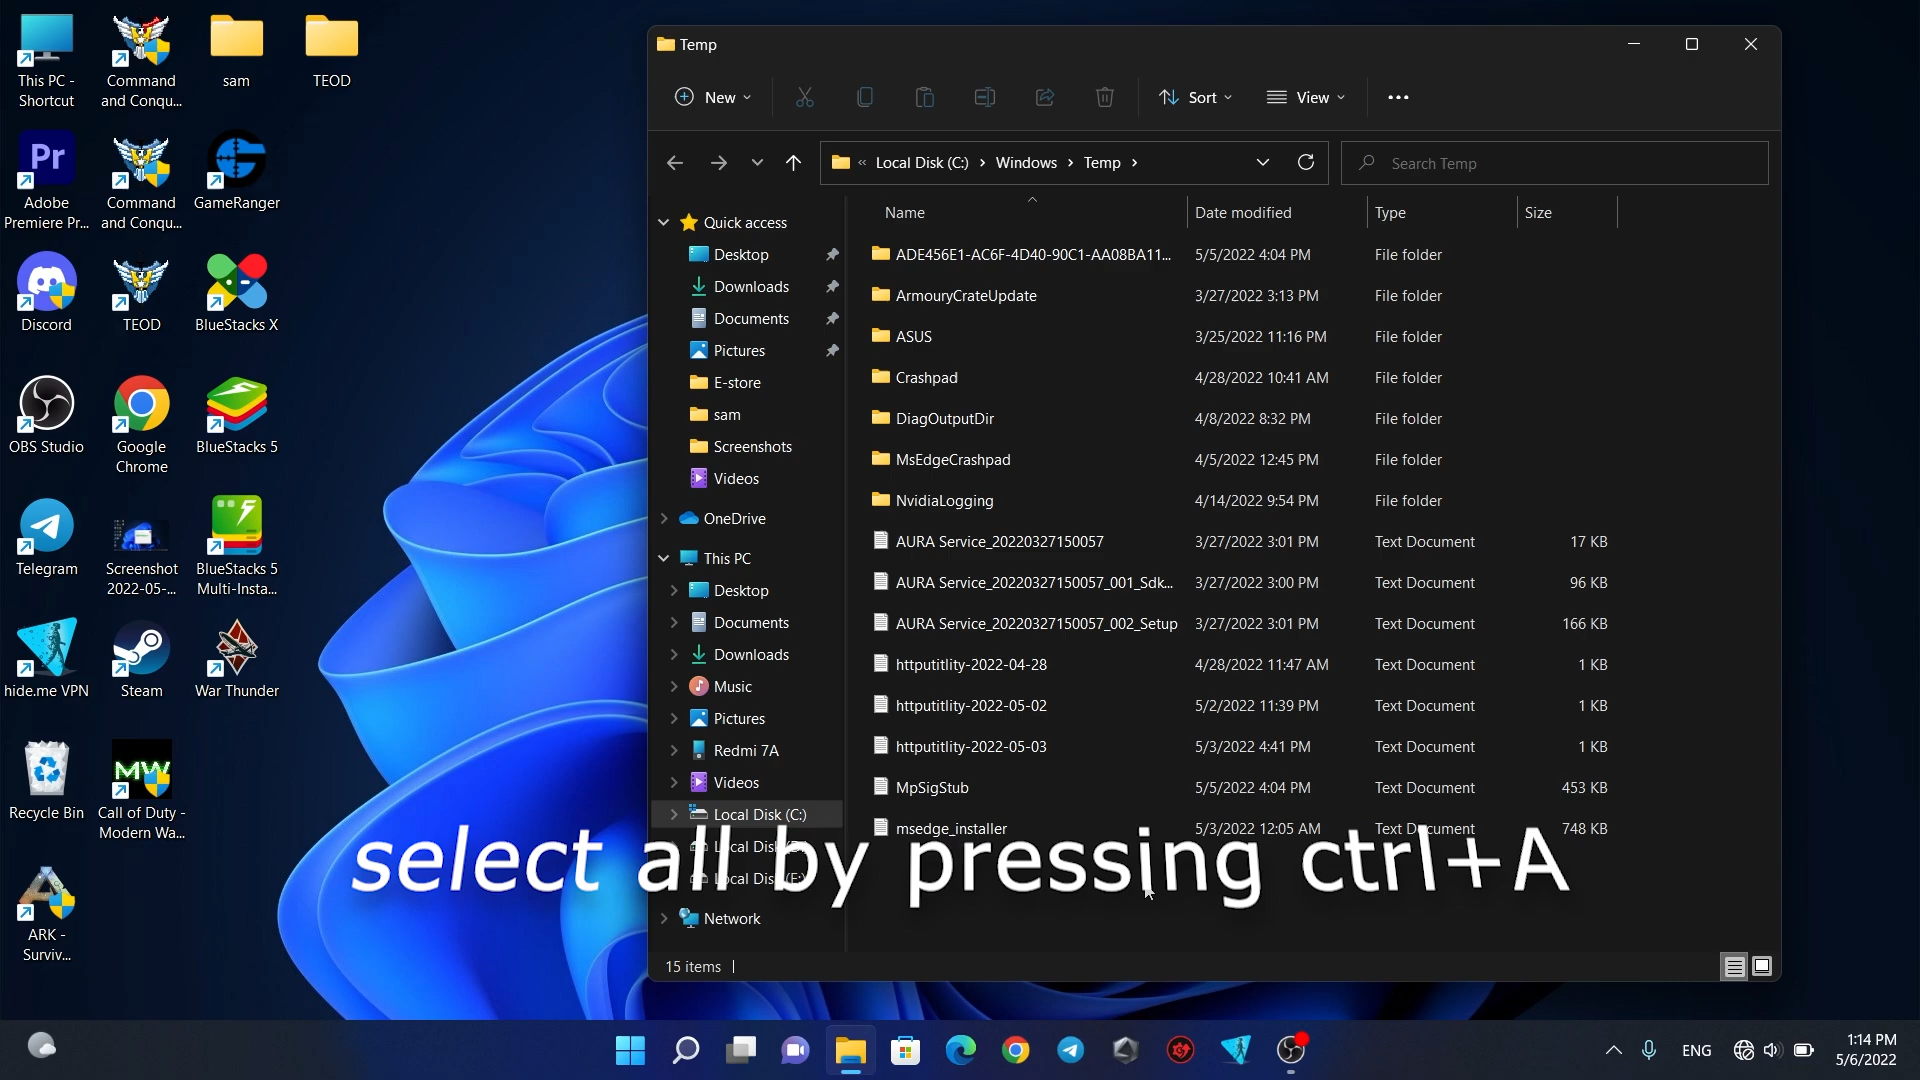 This PC -
Shortcut
Command
and Conqu...
sam
TEOD
Pr
Adobe
Premiere Pr...
Command
and Conqu...
GameRanger
Discord
TEOD
BlueStacks X
OBS Studio
Google
Chrome
BlueStacks 5
Telegram
Screenshot
2022-05-...
BlueStacks 5
Multi-Insta...
hide.me VPN
Steam
War Thunder
MW
Recycle Bin
Call of Duty -
Modern Wa...
ARK -
Surviv...
Temp
New
Sort
View
« Local Disk (C:) > Windows > Temp >
Search Temp
Quick access
Desktop
Downloads
Documents
Pictures
E-store
sam
Screenshots
Videos
OneDrive
This PC
Desktop
Documents
Downloads
Music
Pictures
Redmi 7A
Videos
Local Disk (C:)
Local Disk
Local Disk (E:)
Network
Name Date modified Type Size
ADE456E1-AC6F-4D40-90C1-AA08BA11... 5/5/2022 4:04 PM File folder
ArmouryCrateUpdate 3/27/2022 3:13 PM File folder
ASUS 3/25/2022 11:16 PM File folder
Crashpad 4/28/2022 10:41 AM File folder
DiagOutputDir 4/8/2022 8:32 PM File folder
MsEdgeCrashpad 4/5/2022 12:45 PM File folder
NvidiaLogging 4/14/2022 9:54 PM File folder
AURA Service_20220327150057 3/27/2022 3:01 PM Text Document 17 KB
AURA Service_20220327150057_001_Sdk... 3/27/2022 3:00 PM Text Document 96 KB
AURA Service_20220327150057_002_Setup 3/27/2022 3:01 PM Text Document 166 KB
httputitlity-2022-04-28 4/28/2022 11:47 AM Text Document 1 KB
httputitlity-2022-05-02 5/2/2022 11:39 PM Text Document 1 KB
httputitlity-2022-05-03 5/3/2022 4:41 PM Text Document 1 KB
MpSigStub 5/5/2022 4:04 PM Text Document 453 KB
msedge_installer 5/3/2022 12:05 AM Text Document 748 KB
select all by pressing ctrl+A
15 items
ENG
1:14 PM
5/6/2022